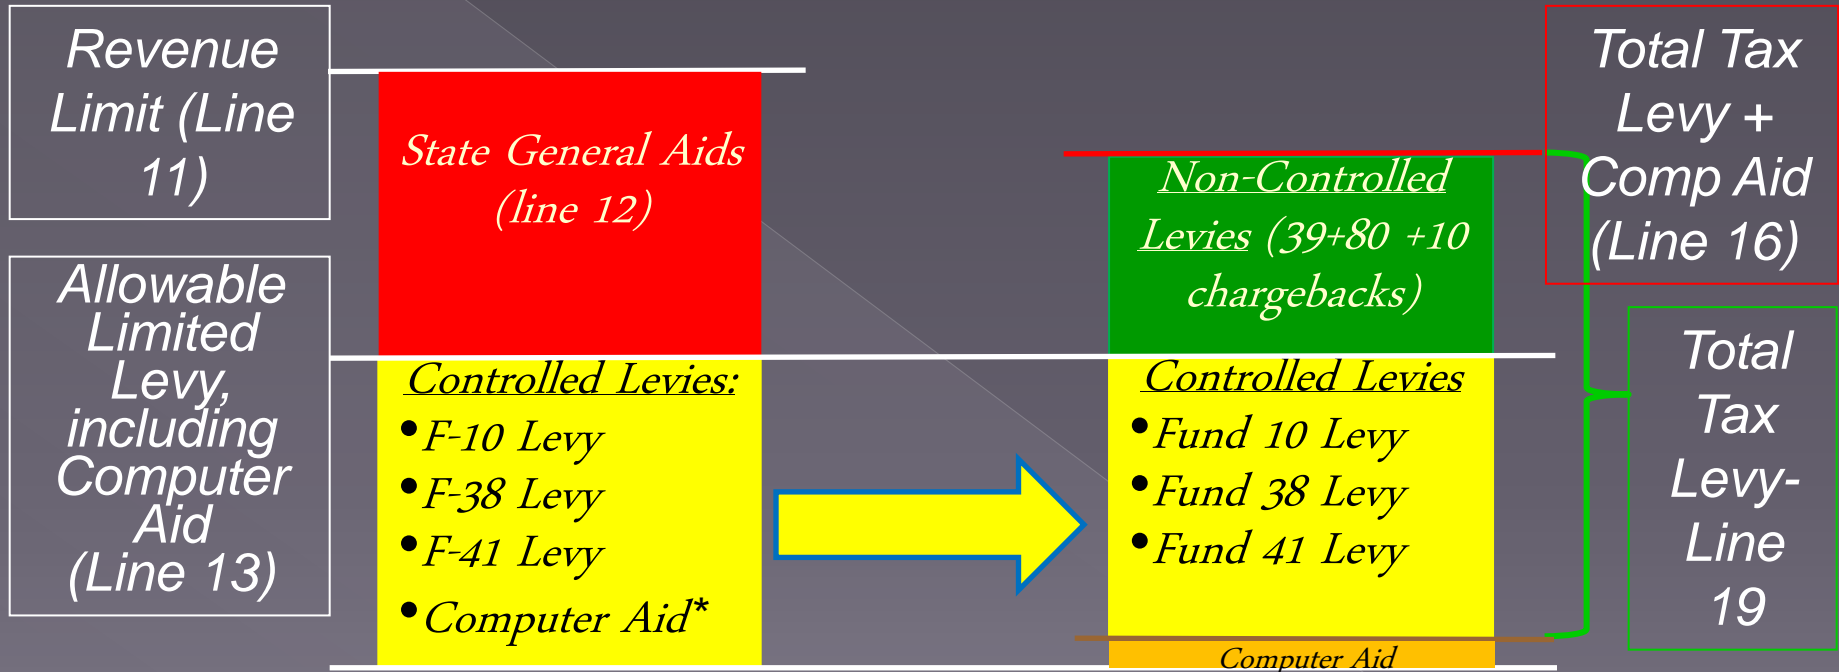 Revenue
Limit (Line
11)
Allowable
Limited
Levy,
including
Computer
Aid
(Line 13)
State General Aids
(line 12)
Controlled Levies:
•F-10 Levy
•F-38 Levy
•F-41 Levy
•Computer Aid*
Non-Controlled
Levies (39+80 +10
chargebacks)
Controlled Levies
•Fund 10 Levy
•Fund 38 Levy
•Fund 41 Levy
Computer Aid
Total Tax
Levy +
Comp Aid
(Line 16)
Total
Tax
Levy-
Line
19